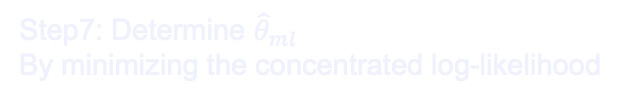 Step7: Determine θ̂ₘₗ
By minimizing the concentrated log-likelihood